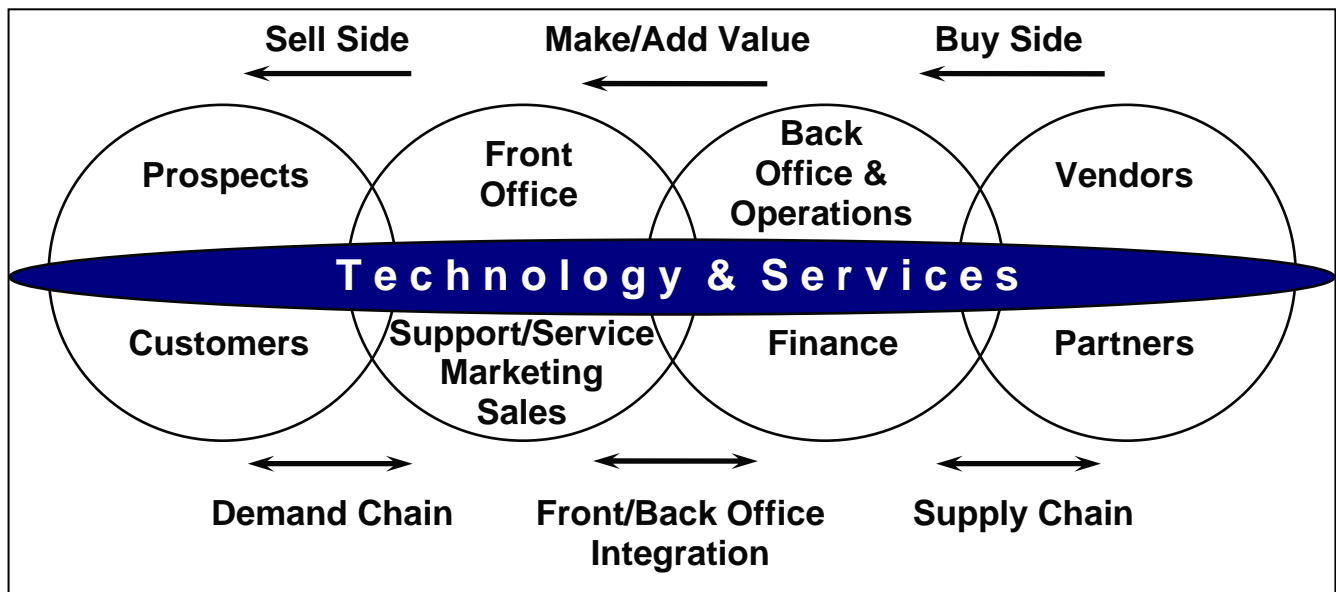 Sell Side
Make/Add Value
Buy Side
Prospects
Front
Office
Back
Office &
Operations
Vendors
Technology & Services
Customers
Support/Service
Marketing
Sales
Finance
Partners
Demand Chain
Front/Back Office
Integration
Supply Chain